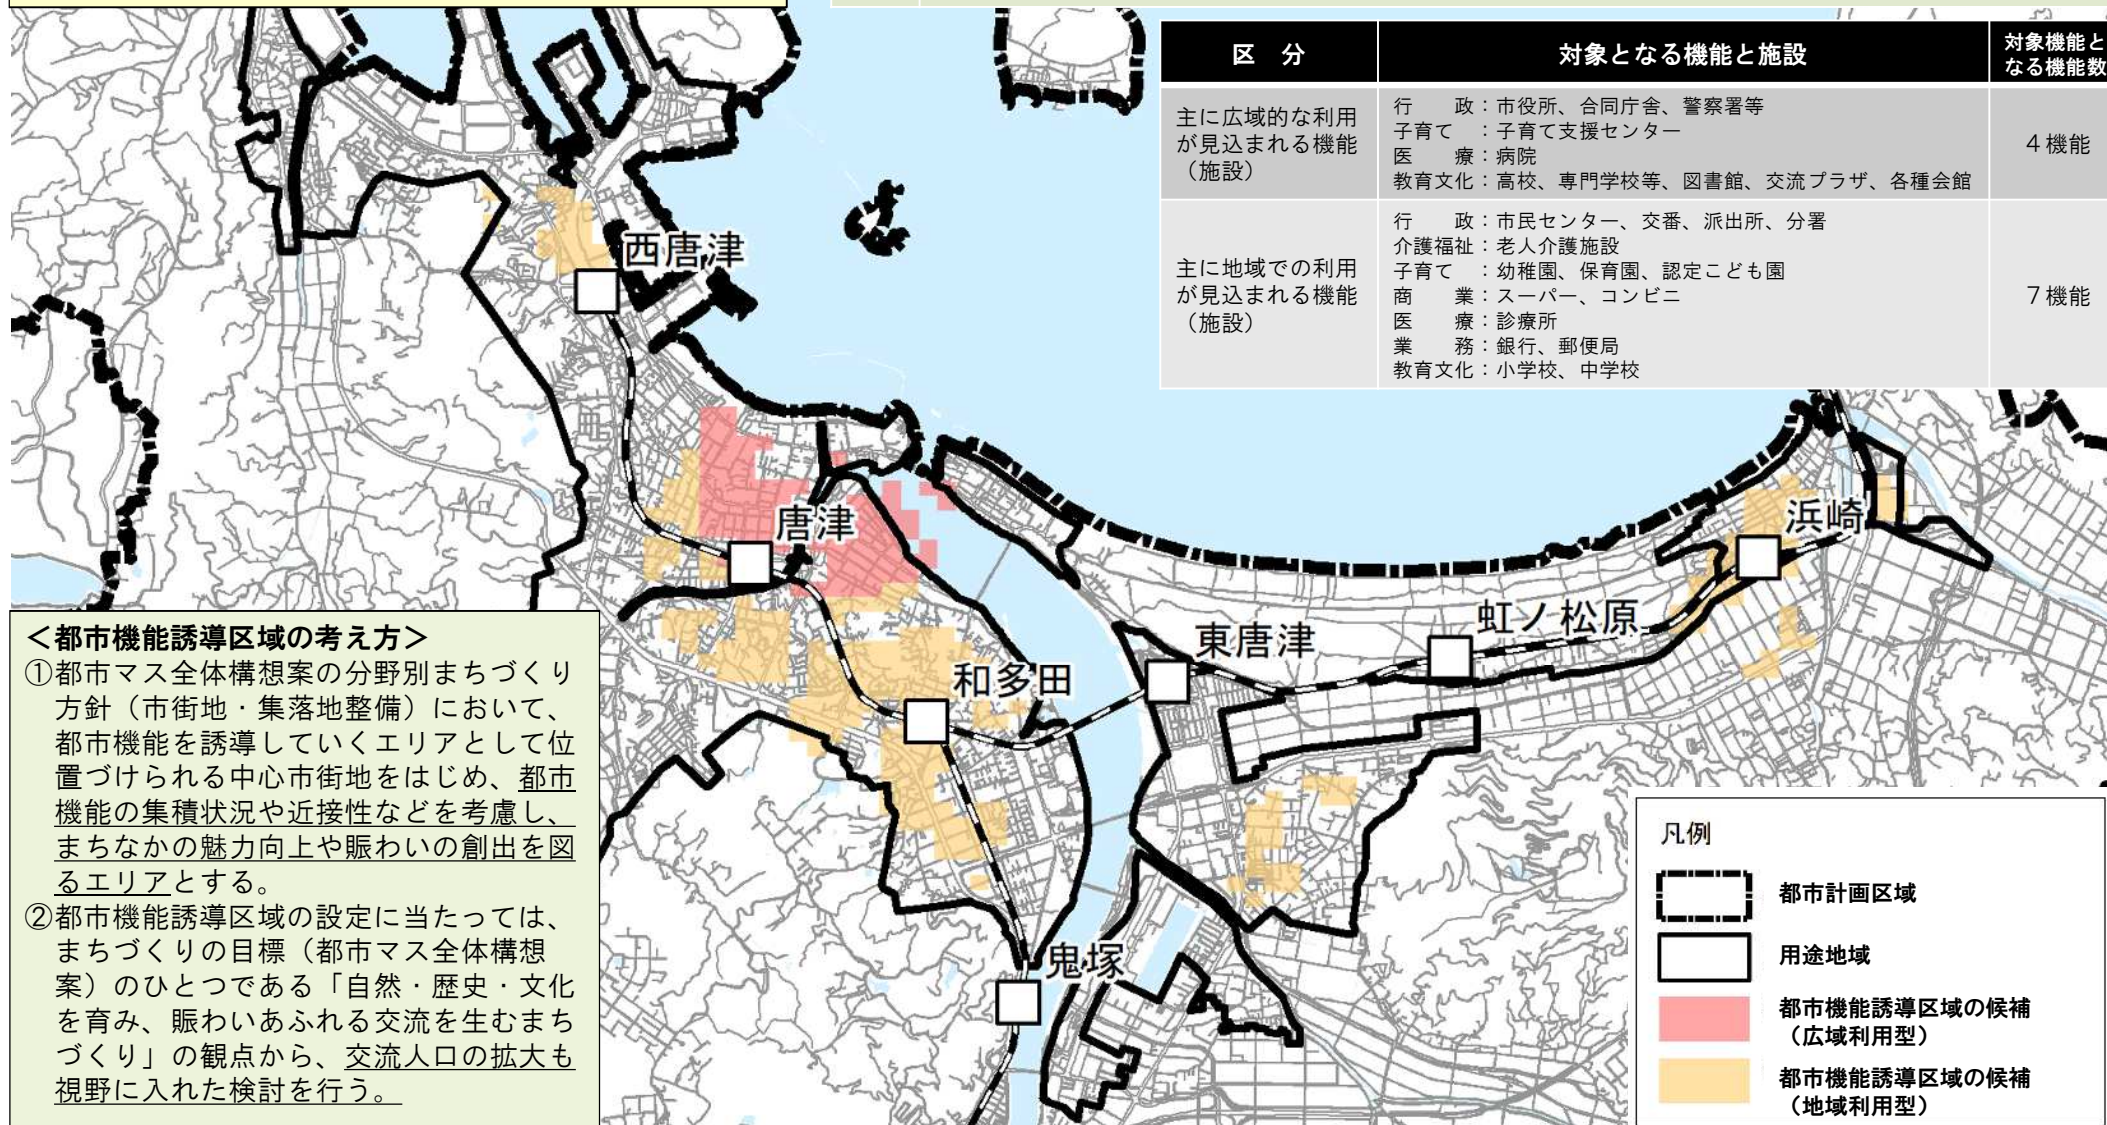 区　分
対象となる機能と施設
対象機能と
なる機能数
主に広域的な利用
が見込まれる機能
（施設）
行　　政：市役所、合同庁舎、警察署等
子育て　：子育て支援センター
医　　療：病院
教育文化：高校、専門学校等、図書館、交流プラザ、各種会館
４機能
主に地域での利用
が見込まれる機能
（施設）
行　　政：市民センター、交番、派出所、分署
介護福祉：老人介護施設
子育て　：幼稚園、保育園、認定こども園
商　　業：スーパー、コンビニ
医　　療：診療所
業　　務：銀行、郵便局
教育文化：小学校、中学校
７機能
西唐津
唐津
浜崎
虹ノ松原
東唐津
和多田
鬼塚
＜都市機能誘導区域の考え方＞
①都市マス全体構想案の分野別まちづくり
方針（市街地・集落地整備）において、
都市機能を誘導していくエリアとして位
置づけられる中心市街地をはじめ、都市
機能の集積状況や近接性などを考慮し、
まちなかの魅力向上や賑わいの創出を図
るエリアとする。
②都市機能誘導区域の設定に当たっては、
まちづくりの目標（都市マス全体構想
案）のひとつである「自然・歴史・文化
を育み、賑わいあふれる交流を生むまち
づくり」の観点から、交流人口の拡大も
視野に入れた検討を行う。
凡例
都市計画区域
用途地域
都市機能誘導区域の候補
（広域利用型）
都市機能誘導区域の候補
（地域利用型）